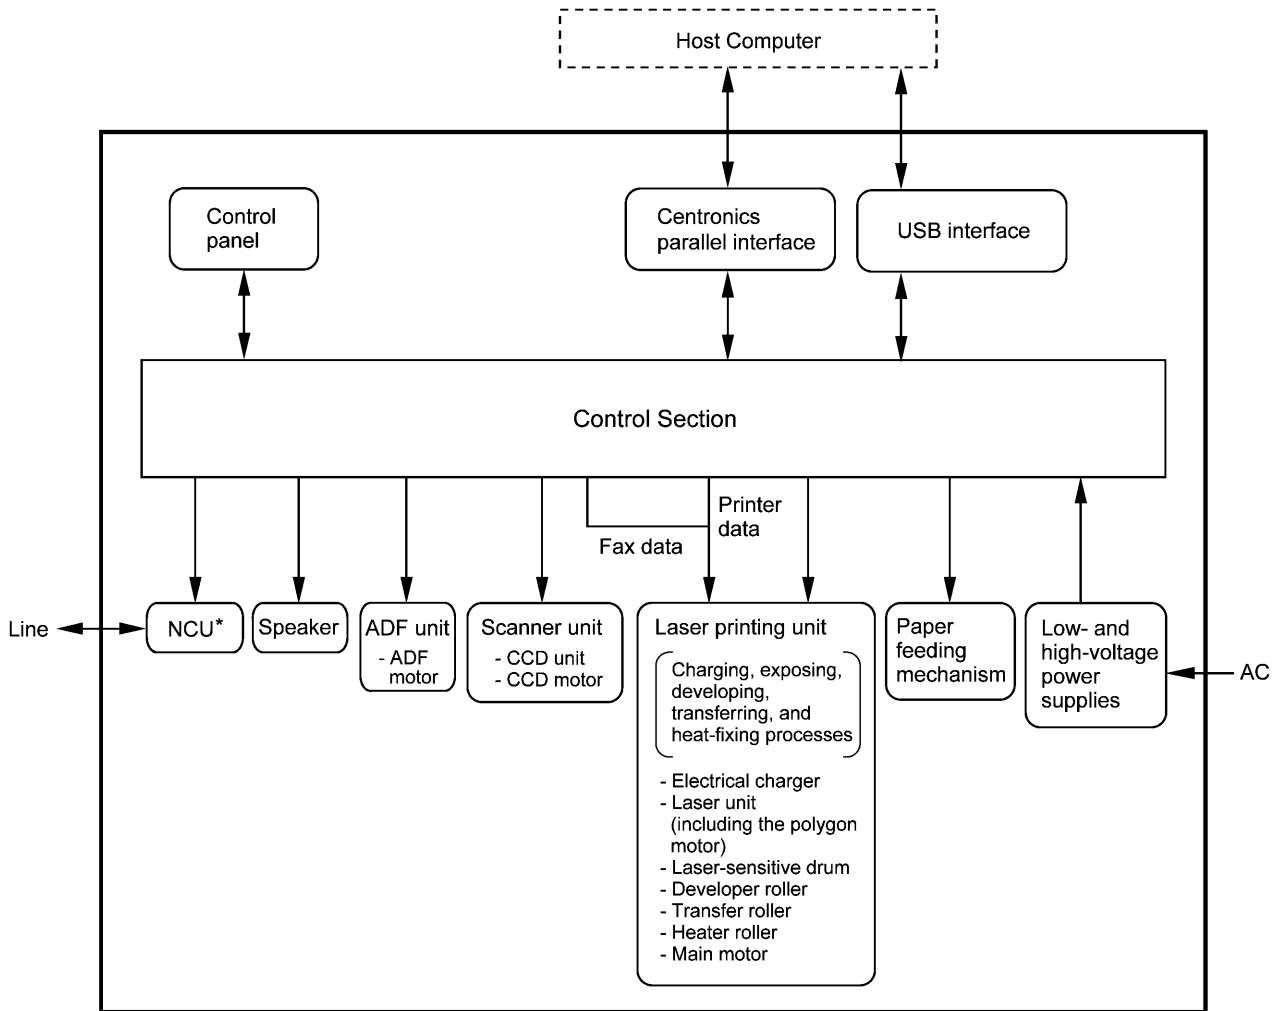 Host Computer
Control
panel
Centronics
parallel interface
USB interface
Control Section
Printer
data
Fax data
Line
NCU*
Speaker
ADF unit
- ADF
motor
Scanner unit
- CCD unit
- CCD motor
Laser printing unit
Charging, exposing,
developing,
transferring, and
heat-fixing processes
- Electrical charger
- Laser unit
(including the polygon
motor)
- Laser-sensitive drum
- Developer roller
- Transfer roller
- Heater roller
- Main motor
Paper
feeding
mechanism
Low- and
high-voltage
power
supplies
AC